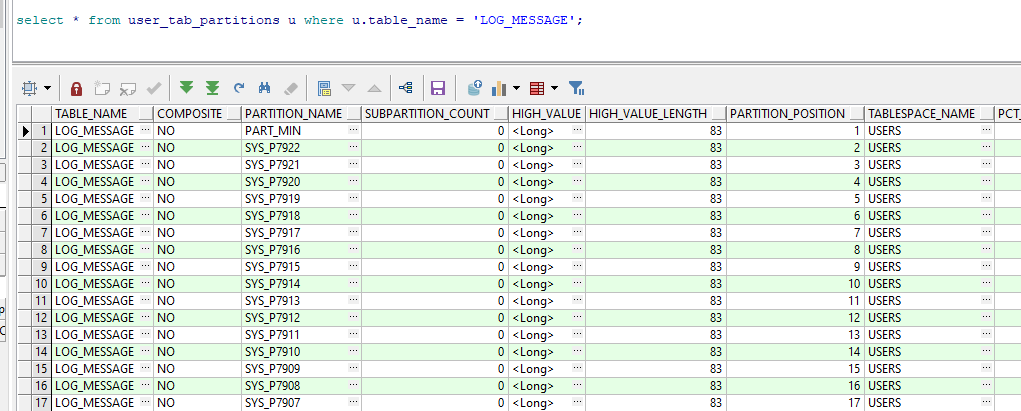 select * from user_tab_partitions u where u.table_name = 'LOG_MESSAGE';
TABLE_NAME COMPOSITE PARTITION_NAME SUBPARTITION_COUNT HIGH_VALUE HIGH_VALUE_LENGTH PARTITION_POSITION TABLESPACE_NAME PCT_
1 LOG_MESSAGE ... NO PART_MIN ... 0 <Long> ... 83 1 USERS ...
2 LOG_MESSAGE ... NO SYS_P7922 ... 0 <Long> ... 83 2 USERS ...
3 LOG_MESSAGE ... NO SYS_P7921 ... 0 <Long> ... 83 3 USERS ...
4 LOG_MESSAGE ... NO SYS_P7920 ... 0 <Long> ... 83 4 USERS ...
5 LOG_MESSAGE ... NO SYS_P7919 ... 0 <Long> ... 83 5 USERS ...
6 LOG_MESSAGE ... NO SYS_P7918 ... 0 <Long> ... 83 6 USERS ...
7 LOG_MESSAGE ... NO SYS_P7917 ... 0 <Long> ... 83 7 USERS ...
8 LOG_MESSAGE ... NO SYS_P7916 ... 0 <Long> ... 83 8 USERS ...
9 LOG_MESSAGE ... NO SYS_P7915 ... 0 <Long> ... 83 9 USERS ...
10 LOG_MESSAGE ... NO SYS_P7914 ... 0 <Long> ... 83 10 USERS ...
11 LOG_MESSAGE ... NO SYS_P7913 ... 0 <Long> ... 83 11 USERS ...
12 LOG_MESSAGE ... NO SYS_P7912 ... 0 <Long> ... 83 12 USERS ...
13 LOG_MESSAGE ... NO SYS_P7911 ... 0 <Long> ... 83 13 USERS ...
14 LOG_MESSAGE ... NO SYS_P7910 ... 0 <Long> ... 83 14 USERS ...
15 LOG_MESSAGE ... NO SYS_P7909 ... 0 <Long> ... 83 15 USERS ...
16 LOG_MESSAGE ... NO SYS_P7908 ... 0 <Long> ... 83 16 USERS ...
17 LOG_MESSAGE ... NO SYS_P7907 ... 0 <Long> ... 83 17 USERS ...